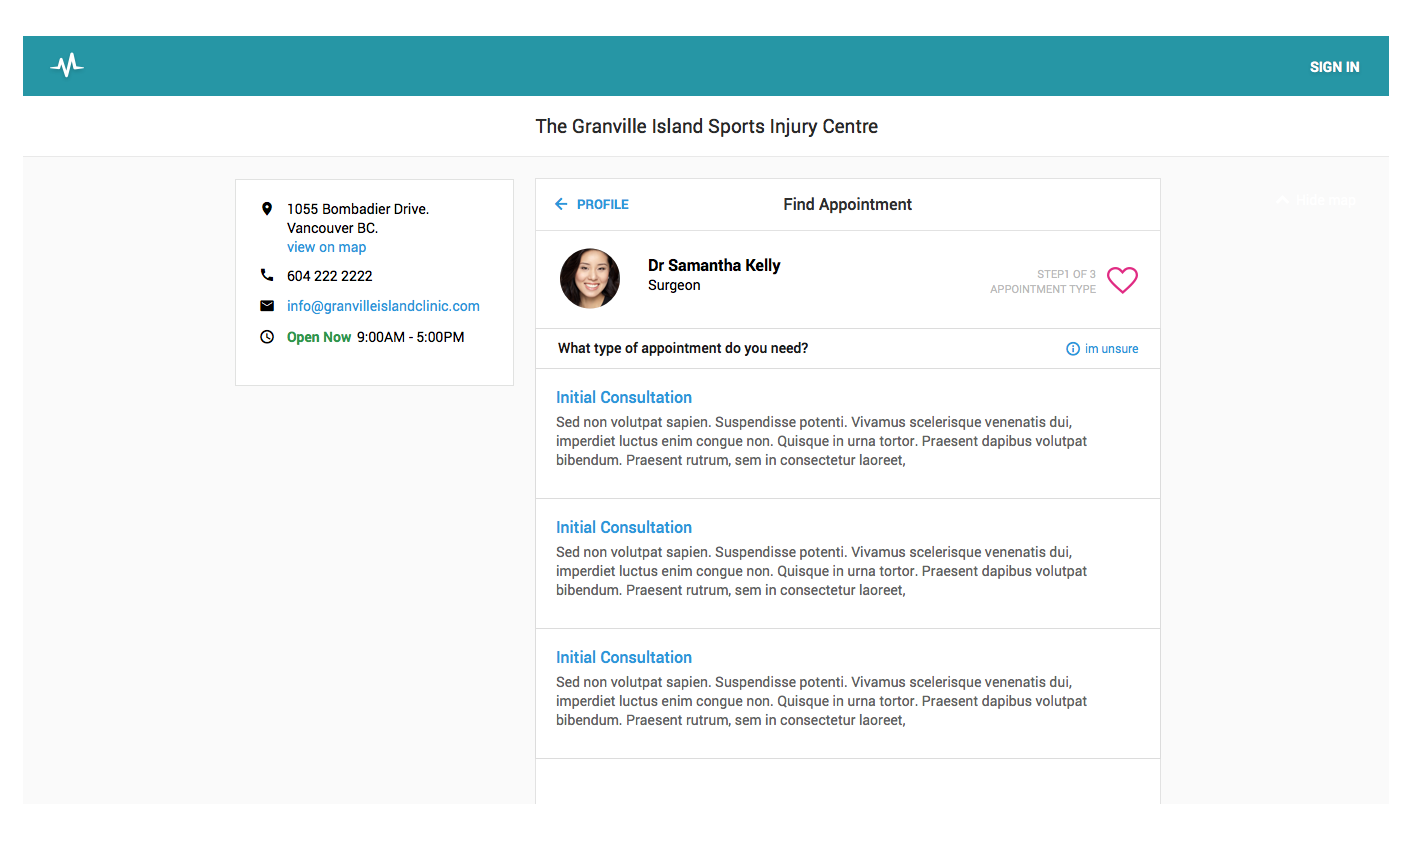 SIGN IN
The Granville Island Sports Injury Centre
1055 Bombadier Drive.
Vancouver BC.
view on map
604 222 2222
info@granvilleislandclinic.com
Open Now 9:00AM - 5:00PM
PROFILE
Find Appointment
Hide map
Dr Samantha Kelly
Surgeon
STEP1 OF 3
APPOINTMENT TYPE
What type of appointment do you need?
im unsure
Initial Consultation
Sed non volutpat sapien. Suspendisse potenti. Vivamus scelerisque venenatis dui,
imperdiet luctus enim congue non. Quisque in urna tortor. Praesent dapibus volutpat
bibendum. Praesent rutrum, sem in consectetur laoreet,
Initial Consultation
Sed non volutpat sapien. Suspendisse potenti. Vivamus scelerisque venenatis dui,
imperdiet luctus enim congue non. Quisque in urna tortor. Praesent dapibus volutpat
bibendum. Praesent rutrum, sem in consectetur laoreet,
Initial Consultation
Sed non volutpat sapien. Suspendisse potenti. Vivamus scelerisque venenatis dui,
imperdiet luctus enim congue non. Quisque in urna tortor. Praesent dapibus volutpat
bibendum. Praesent rutrum, sem in consectetur laoreet,